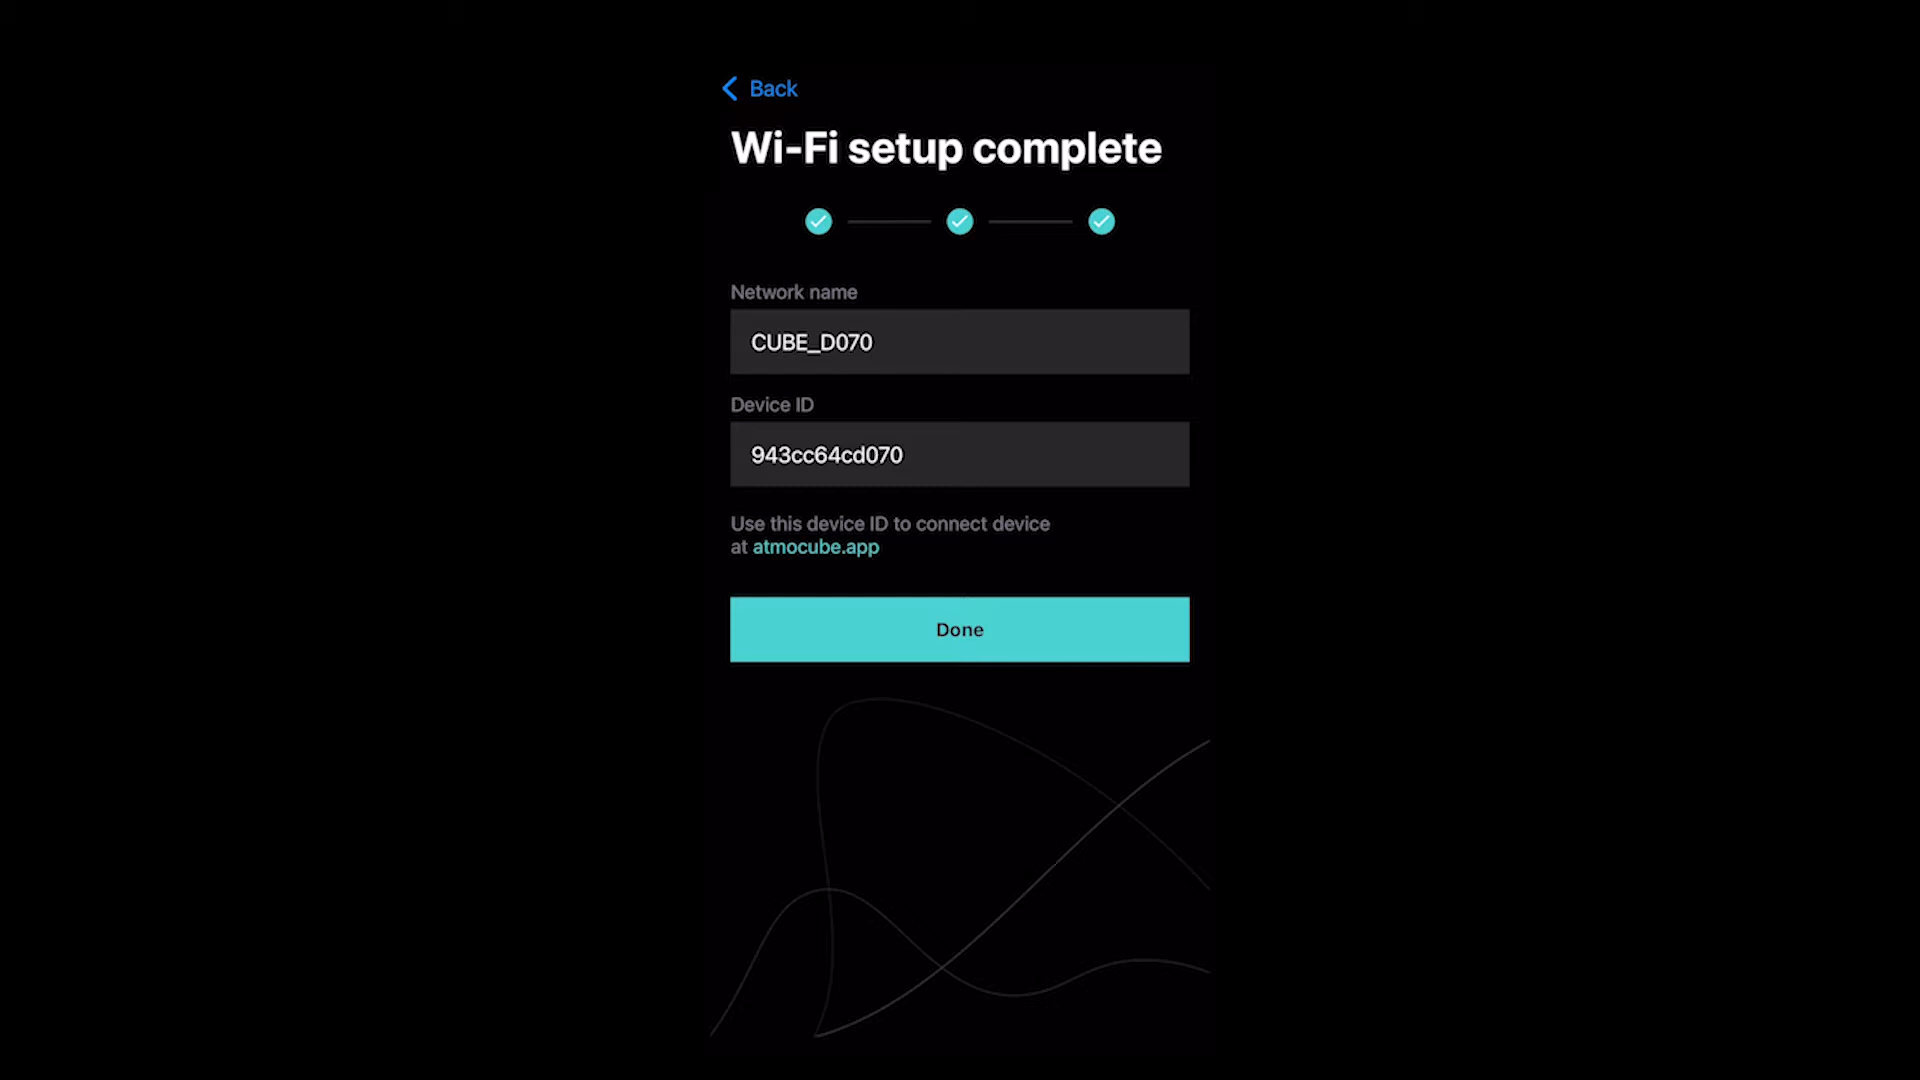 Back
Wi-Fi setup complete
Network name
CUBE_D070
Device ID
943cc64cd070
Use this device ID to connect device
at atmocube.app
Done